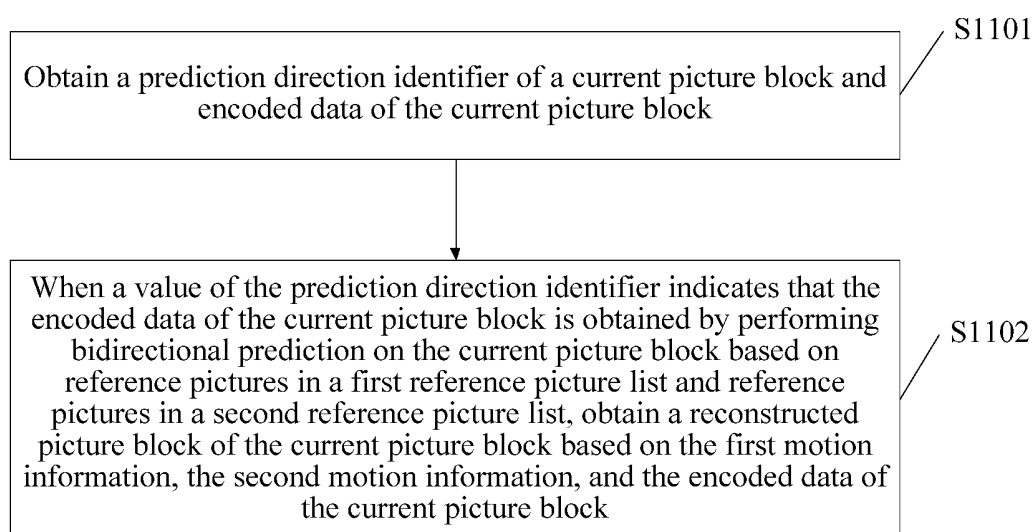 S1101
Obtain a prediction direction identifier of a current picture block and
encoded data of the current picture block
When a value of the prediction direction identifier indicates that the
encoded data of the current picture block is obtained by performing
bidirectional prediction on the current picture block based on
reference pictures in a first reference picture list and reference
pictures in a second reference picture list, obtain a reconstructed
picture block of the current picture block based on the first motion
information, the second motion information, and the encoded data of
the current picture block
S1102